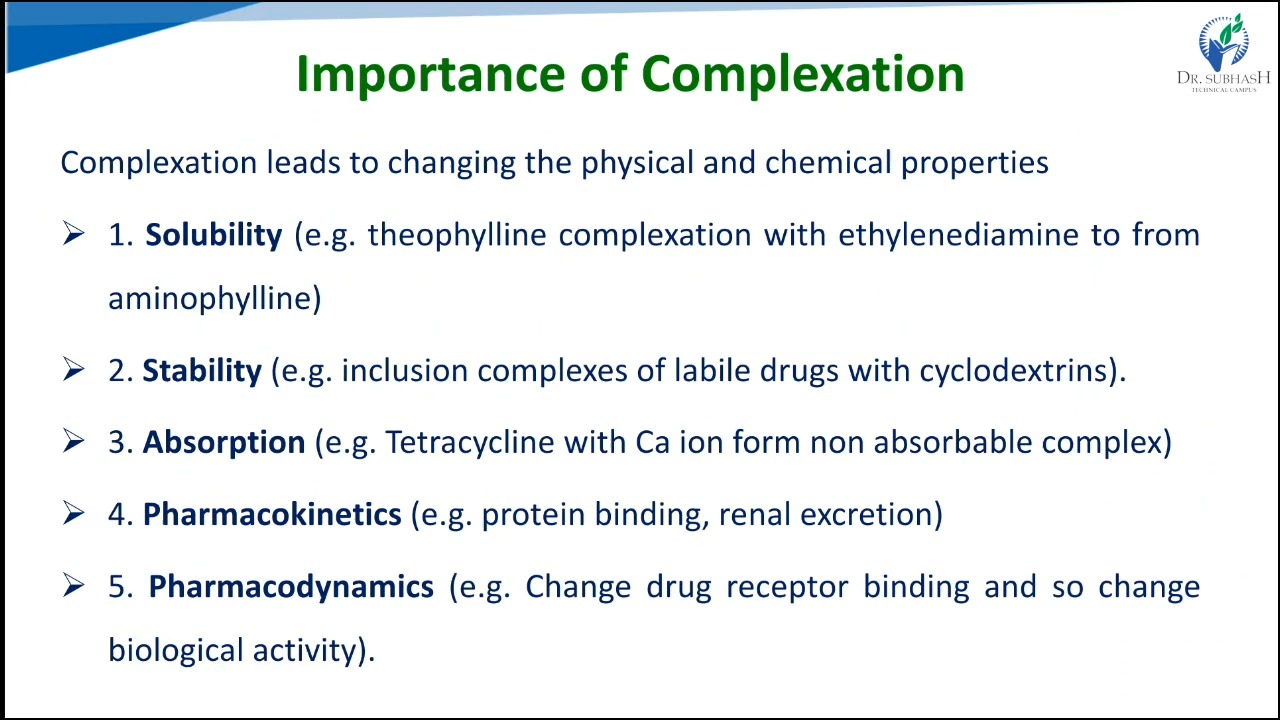 Importance of Complexation
DR. SUBHASH
TECHNICAL CAMPUS
Complexation leads to changing the physical and chemical properties
➢ 1. Solubility (e.g. theophylline complexation with ethylenediamine to from
aminophylline)
➢ 2. Stability (e.g. inclusion complexes of labile drugs with cyclodextrins).
➢ 3. Absorption (e.g. Tetracycline with Ca ion form non absorbable complex)
➢ 4. Pharmacokinetics (e.g. protein binding, renal excretion)
➢ 5. Pharmacodynamics (e.g. Change drug receptor binding and so change
biological activity).